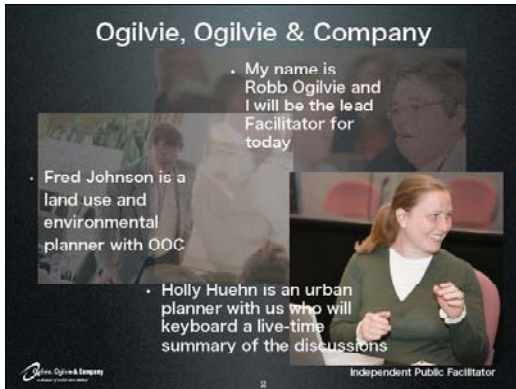 Ogilvie, Ogilvie & Company
• My name is
Robb Ogilvie and
I will be the lead
Facilitator for
today
• Fred Johnson is a
land use and
environmental
planner with OOC
• Holly Huehn is an urban
planner with us who will
keyboard a live-time
summary of the discussions
Ogilvie, Ogilvie & Company
Independent Public Facilitator
2